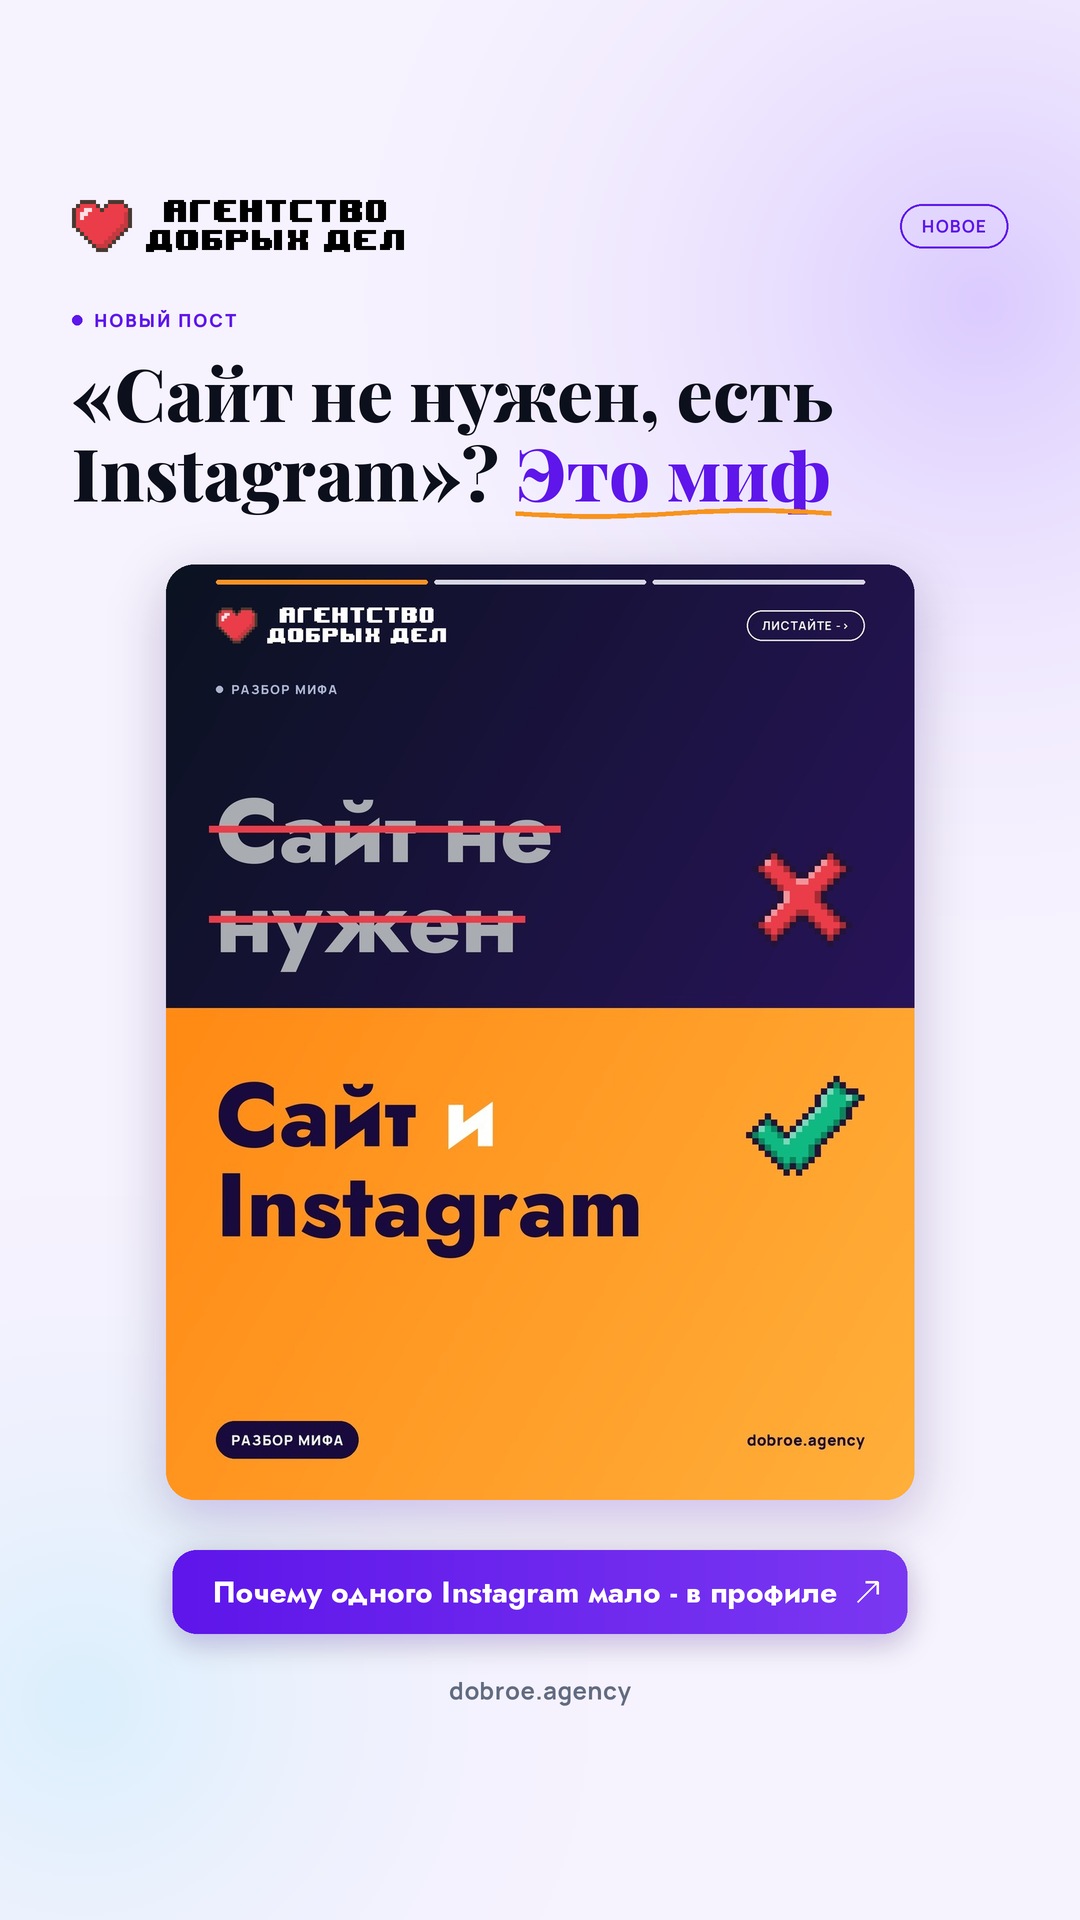 АГЕНТСТВО
ДОБРЫХ ДЕЛ
НОВОЕ
НОВЫЙ ПОСТ
«Сайт не нужен, есть
Instagram»? Это миф
АГЕНТСТВО
ДОБРЫХ ДЕЛ
ЛИСТАЙТЕ ->
РАЗБОР МИФА
Сайт не
нужен
Сайт и
Instagram
РАЗБОР МИФА
dobroe.agency
Почему одного Instagram мало - в профиле
dobroe.agency